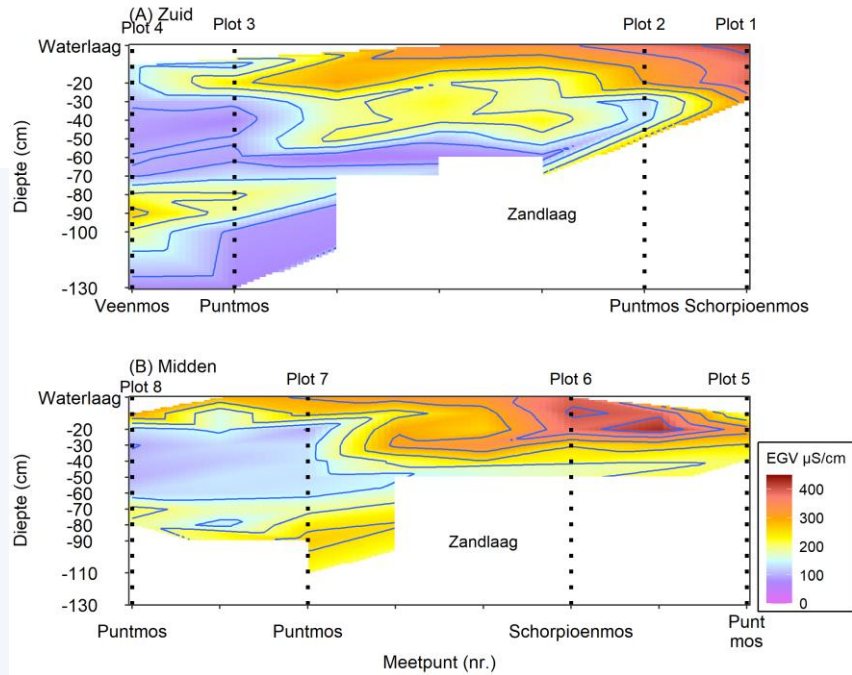 (A) Zuid
Plot 4 Plot 3 Plot 2 Plot 1
Waterlaag
-20
-30
-40
-50
-60
-70
-80
-90
-100
-130
Diepte (cm)
Zandlaag
Veenmos Puntmos Puntmos Schorpioenmos
(B) Midden
Plot 8 Plot 7 Plot 6 Plot 5
Waterlaag
-20
-30
-40
-50
-60
-70
-80
-90
-110
-130
Diepte (cm)
Zandlaag
EGV µS/cm
400
300
200
100
0
Puntmos Puntmos Schorpioenmos Punt
mos
Meetpunt (nr.)